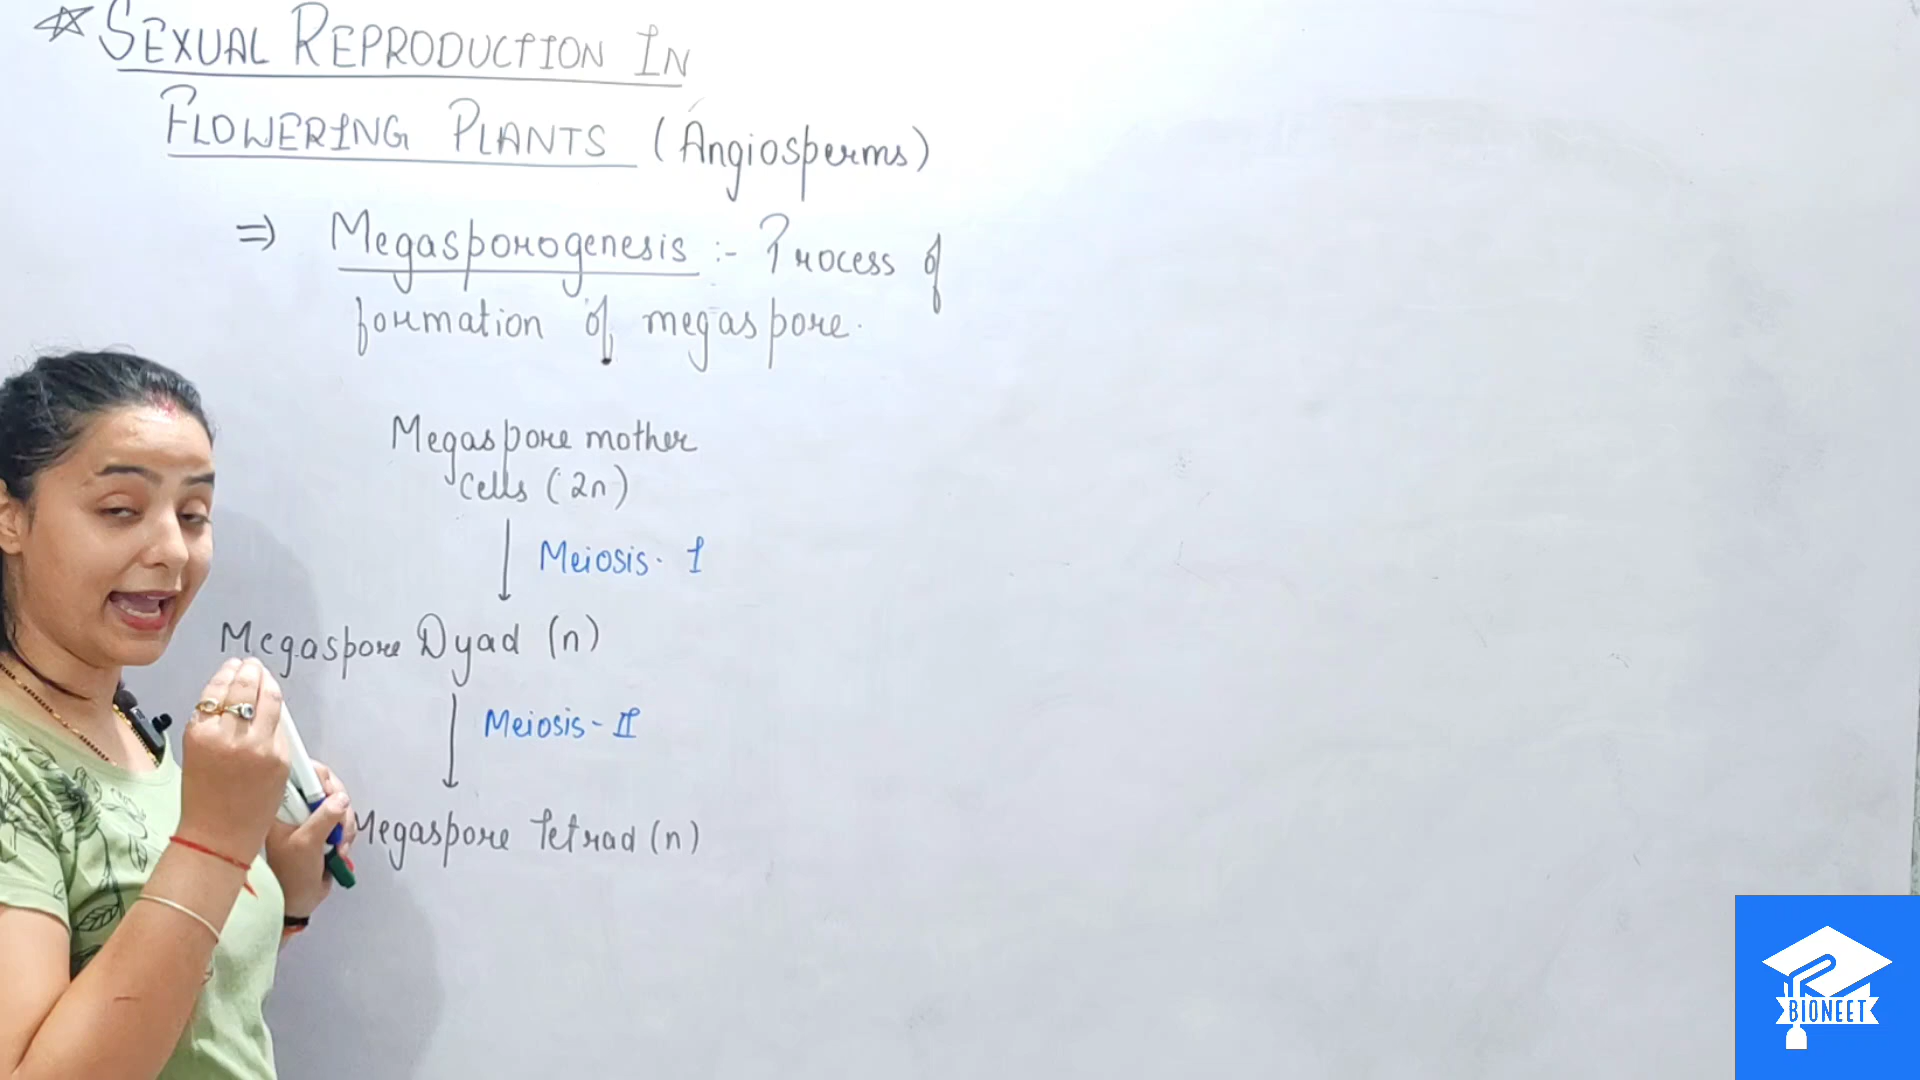 ☆ SEXUAL REPRODUCTION IN
FLOWERING PLANTS (Angiosperms)
⇒ Megasporogenesis :- Process of
formation of megaspore.
Megaspore mother
Cells (2n)
↓ Meiosis - I
Megaspore Dyad (n)
↓ Meiosis - II
Megaspore Tetrad (n)
BIONEET